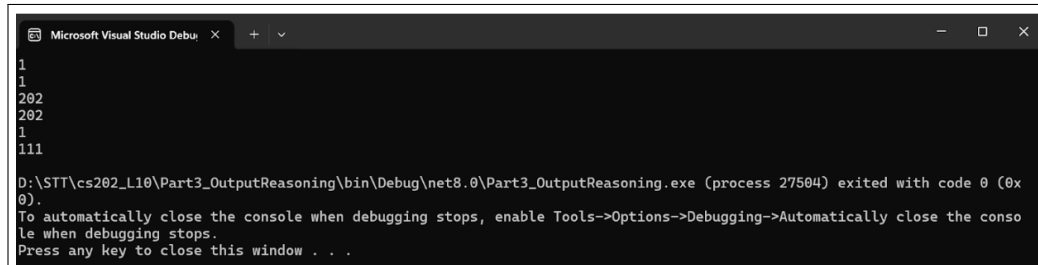 Microsoft Visual Studio Debu
1
1
202
202
1
111
D:\STT\cs202_L10\Part3_OutputReasoning\bin\Debug\net8.0\Part3_OutputReasoning.exe (process 27504) exited with code 0 (0x
0).
To automatically close the console when debugging stops, enable Tools->Options->Debugging->Automatically close the conso
le when debugging stops.
Press any key to close this window . . .